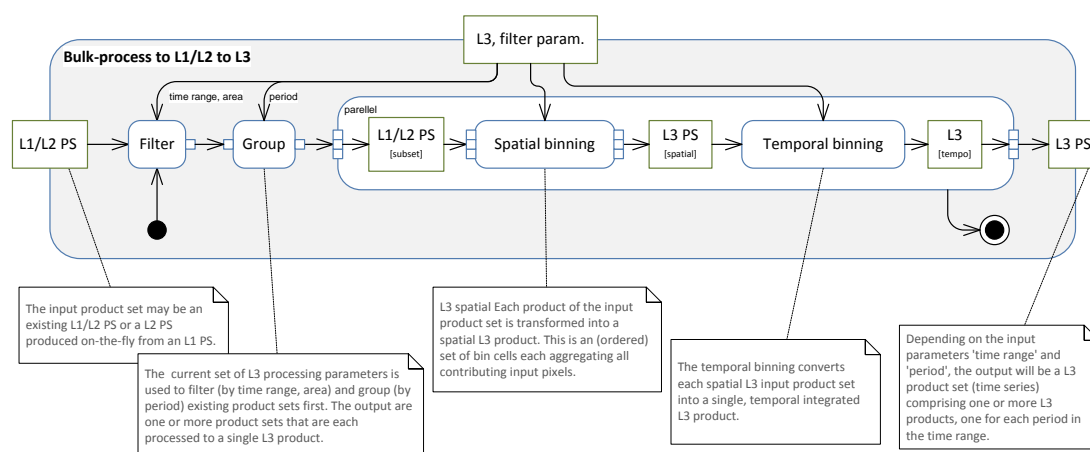 L3, filter param.
Bulk-process to L1/L2 to L3
time range, area
period
parellel
L1/L2 PS
Filter
Group
L1/L2 PS
[subset]
Spatial binning
L3 PS
[spatial]
Temporal binning
L3
[tempo]
L3 PS
The input product set may be an
existing L1/L2 PS or a L2 PS
produced on-the-fly from an L1 PS.
The  current set of L3 processing parameters is
used to filter (by time range, area) and group (by
period) existing product sets first. The output are
one or more product sets that are each
processed to a single L3 product.
L3 spatial Each product of the input
product set is transformed into a
spatial L3 product. This is an (ordered)
set of bin cells each aggregating all
contributing input pixels.
The temporal binning converts
each spatial L3 input product set
into a single, temporal integrated
L3 product.
Depending on the input
parameters 'time range' and
'period', the output will be a L3
product set (time series)
comprising one or more L3
products, one for each period in
the time range.